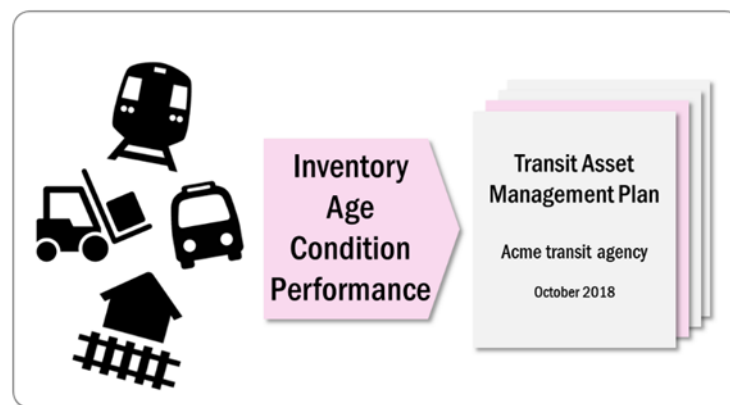 Inventory
Age
Condition
Performance
Transit Asset
Management Plan
Acme transit agency
October 2018